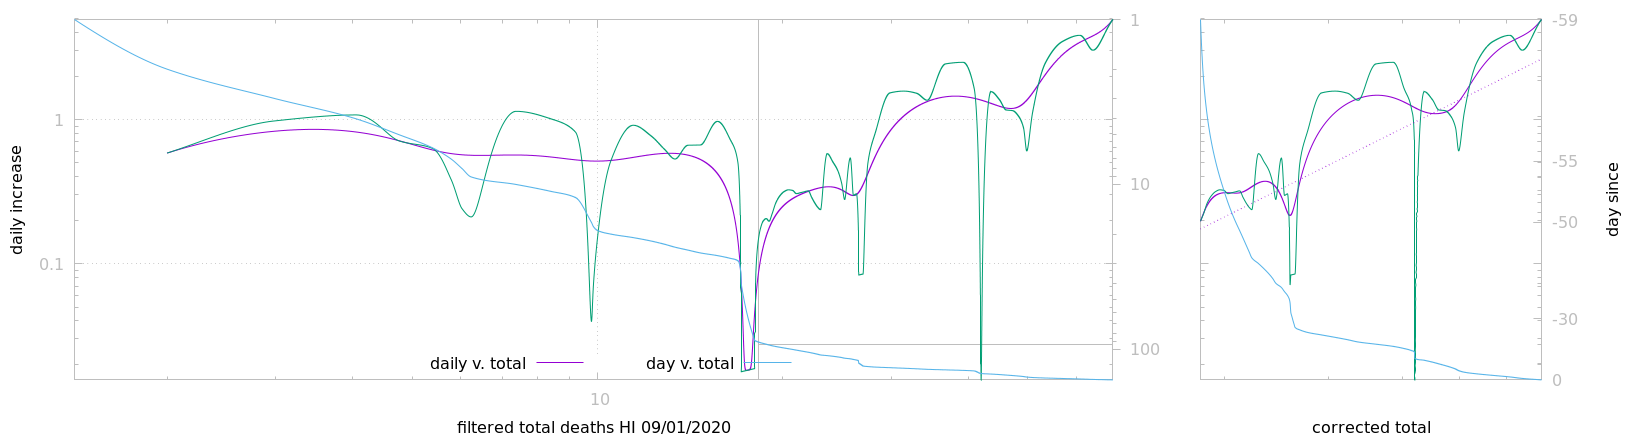 1
0.1
daily increase
daily v. total
day v. total
10
filtered total deaths HI 09/01/2020
1
10
100
-59
-55
-50
-30
0
day since
corrected total